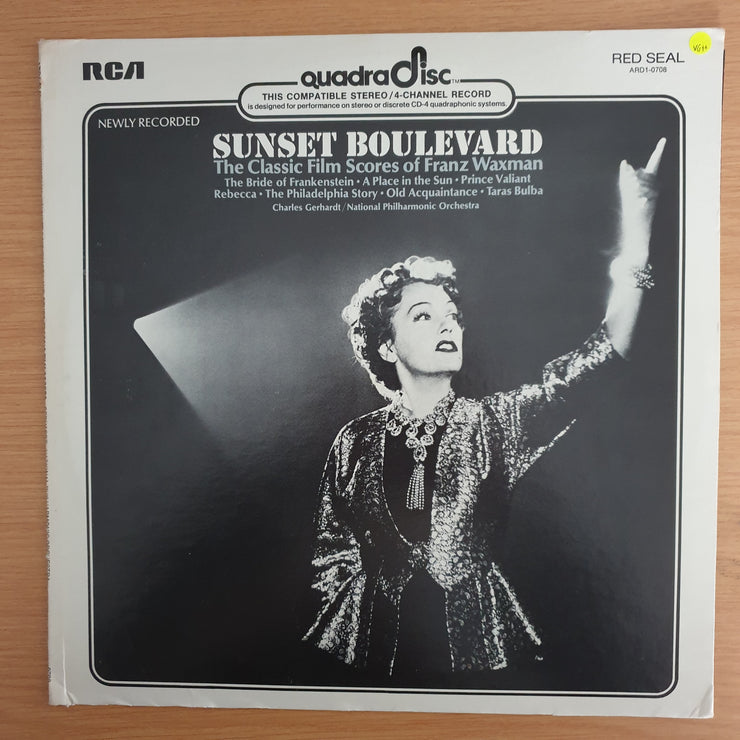 RCA
quadradisc™
THIS COMPATIBLE STEREO/4-CHANNEL RECORD
is designed for performance on stereo or discrete CD-4 quadraphonic systems.
RED SEAL
ARD1-0708
VG++
NEWLY RECORDED
SUNSET BOULEVARD
The Classic Film Scores of Franz Waxman
The Bride of Frankenstein • A Place in the Sun • Prince Valiant
Rebecca • The Philadelphia Story • Old Acquaintance • Taras Bulba
Charles Gerhardt/National Philharmonic Orchestra